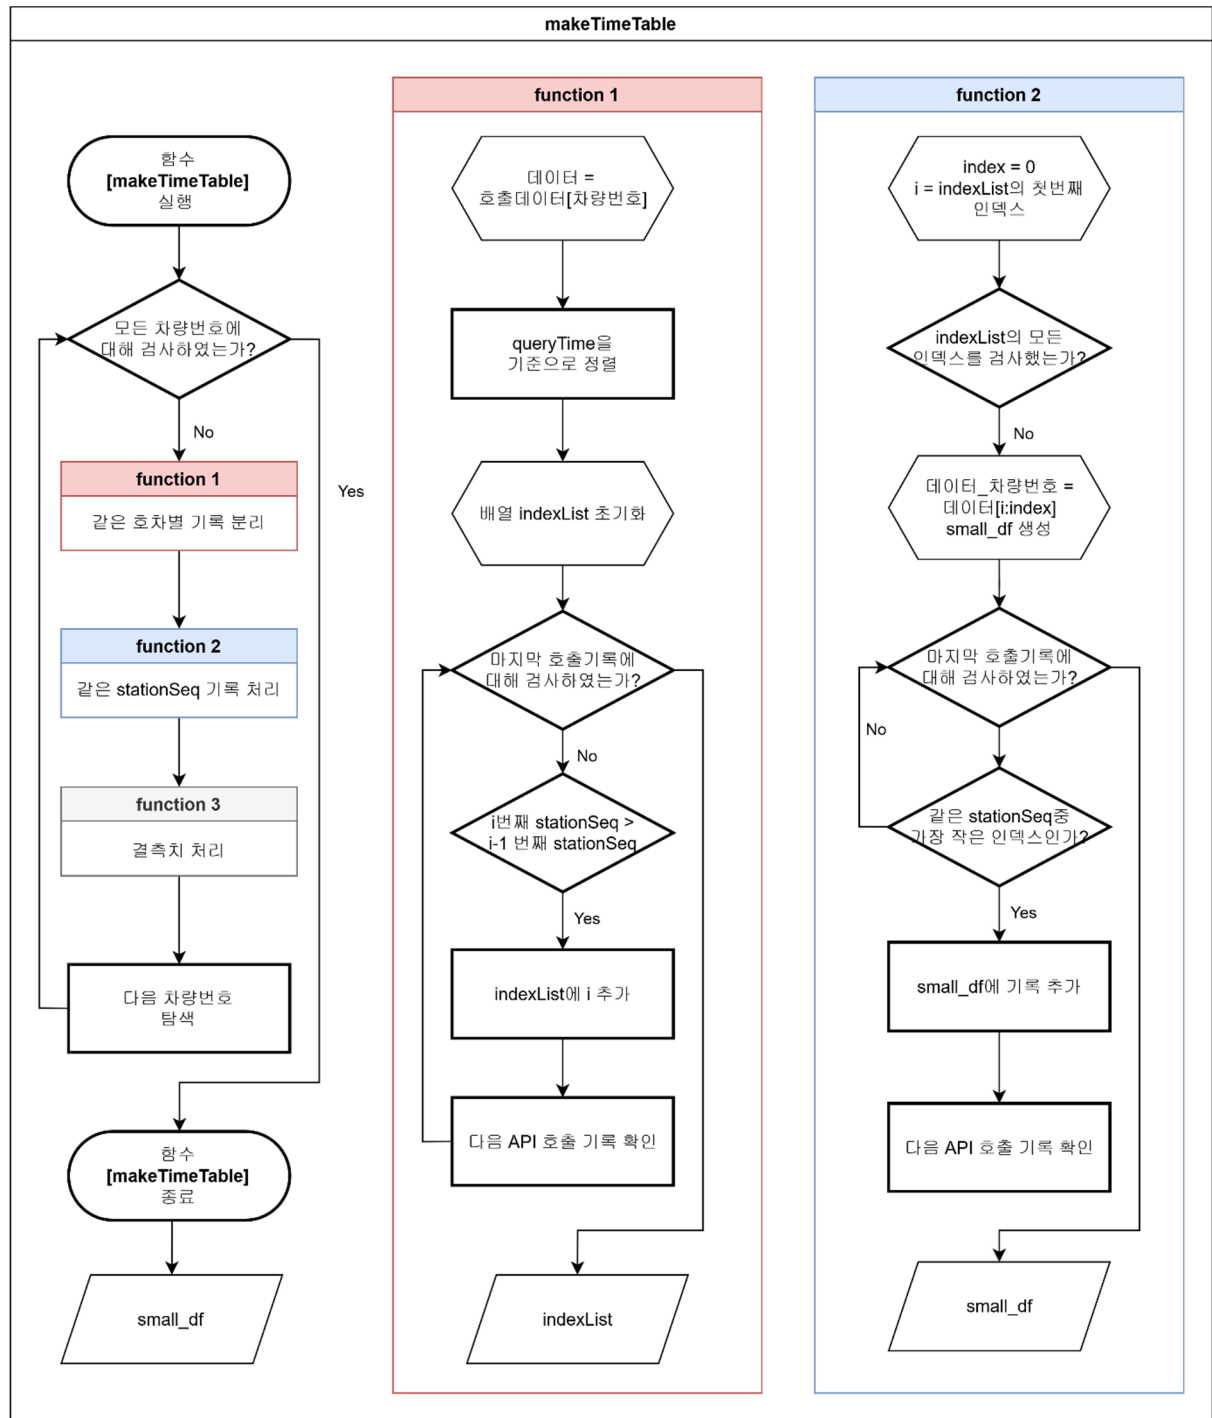 makeTimeTable
함수
[makeTimeTable]
실행
모든 차량번호에
대해 검사하였는가?
No
Yes
function 1
같은 호차별 기록 분리
function 2
같은 stationSeq 기록 처리
function 3
결측치 처리
다음 차량번호
탐색
함수
[makeTimeTable]
종료
small_df
function 1
데이터 =
호출데이터[차량번호]
queryTime을
기준으로 정렬
배열 indexList 초기화
마지막 호출기록에
대해 검사하였는가?
No
i번째 stationSeq >
i-1 번째 stationSeq
Yes
indexList에 i 추가
다음 API 호출 기록 확인
indexList
function 2
index = 0
i = indexList의 첫번째
인덱스
indexList의 모든
인덱스를 검사했는가?
No
데이터_차량번호 =
데이터[i:index]
small_df 생성
마지막 호출기록에
대해 검사하였는가?
No
같은 stationSeq중
가장 작은 인덱스인가?
Yes
small_df에 기록 추가
다음 API 호출 기록 확인
small_df